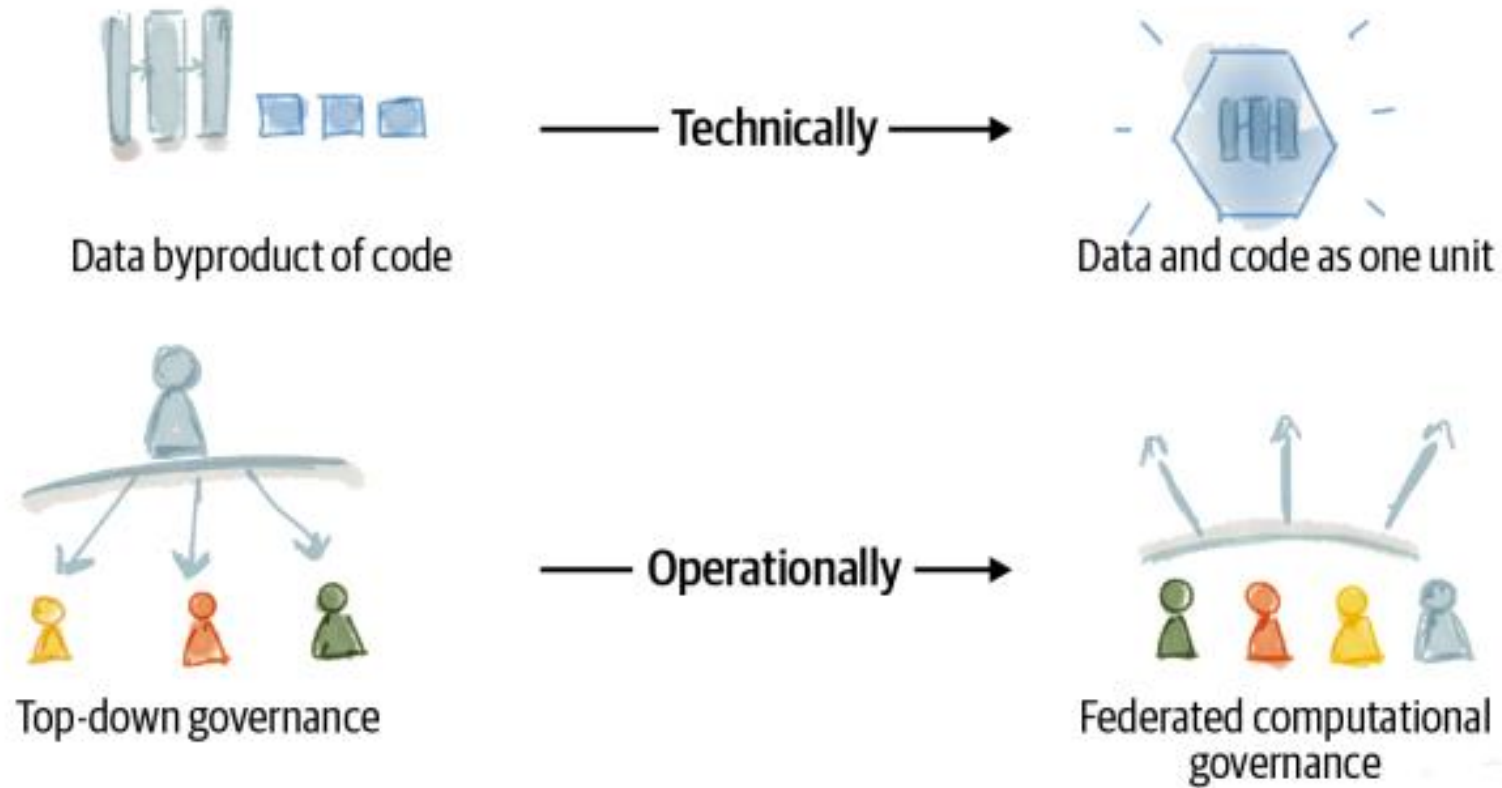 Technically
Data byproduct of code
Data and code as one unit
Operationally
Top-down governance
Federated computational
governance